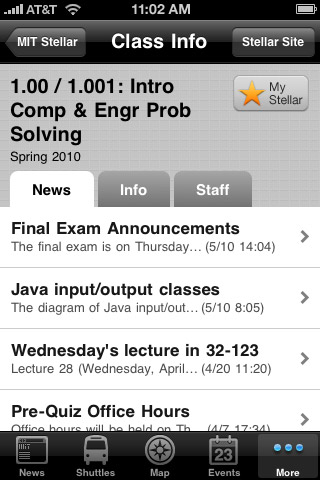 AT&T 11:02 AM
MIT Stellar Class Info Stellar Site
1.00 / 1.001: Intro
Comp & Engr Prob
Solving
My
Stellar
Spring 2010
News Info Staff
Final Exam Announcements
The final exam is on Thursday... (5/10 14:04)
Java input/output classes
The diagram of Java input/out... (5/10 8:05)
Wednesday's lecture in 32-123
Lecture 28 (Wednesday, April... (4/20 11:20)
Pre-Quiz Office Hours
Office hours will be held on Th... (4/7 17:34)
23
News Shuttles Map Events More